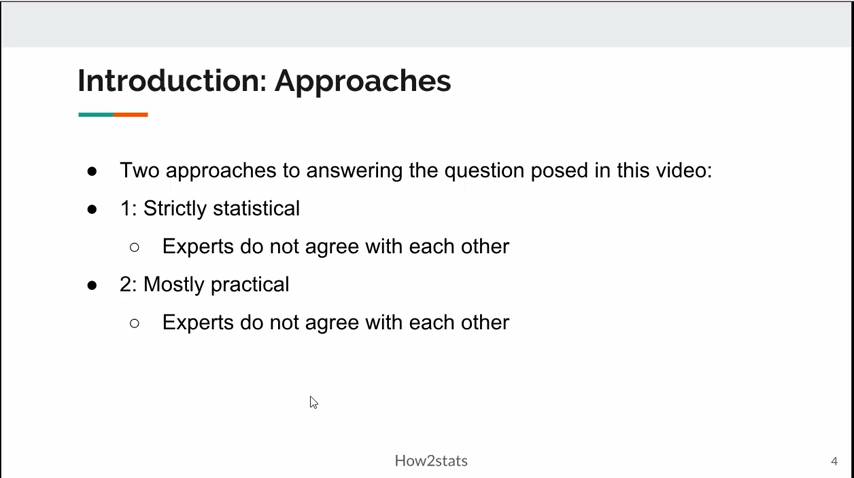 Introduction: Approaches
● Two approaches to answering the question posed in this video:
● 1: Strictly statistical
○ Experts do not agree with each other
● 2: Mostly practical
○ Experts do not agree with each other
How2stats
4